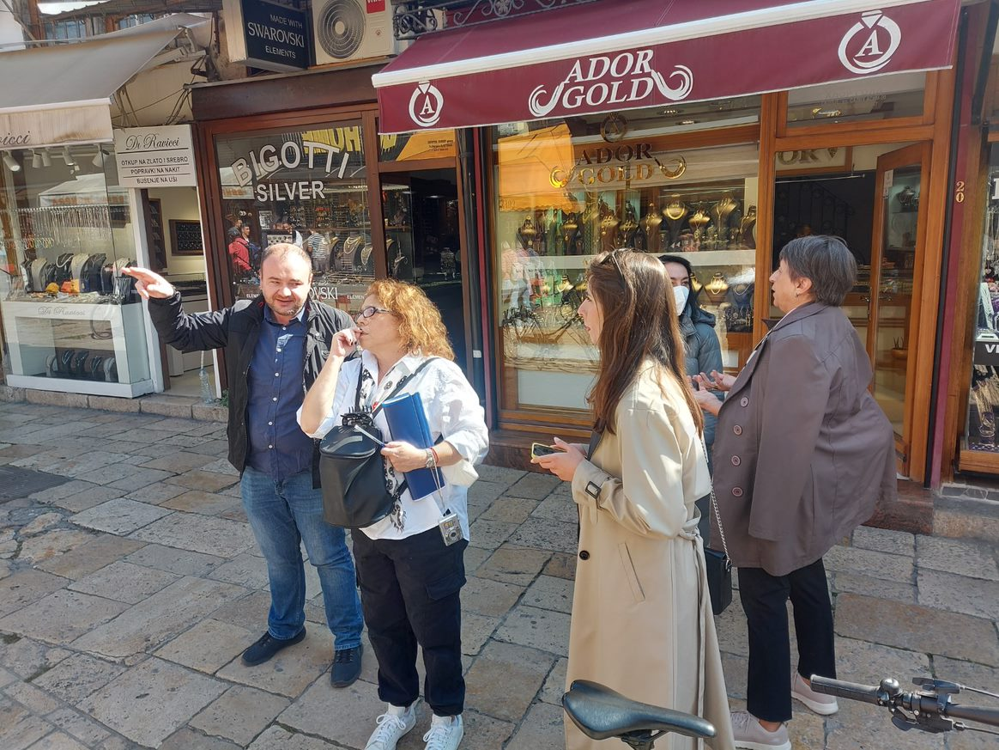 MADE WITH
SWAROVSKI
ELEMENTS
ADOR
GOLD
A
A
Di Ravicci
OTKUP NA ZLATO I SREBRO
POPRAVKI NA NAKIT
BUŠENJE NA USI
BIGOTTI
SILVER
ADOR
GOLD
20
Di Ravicci